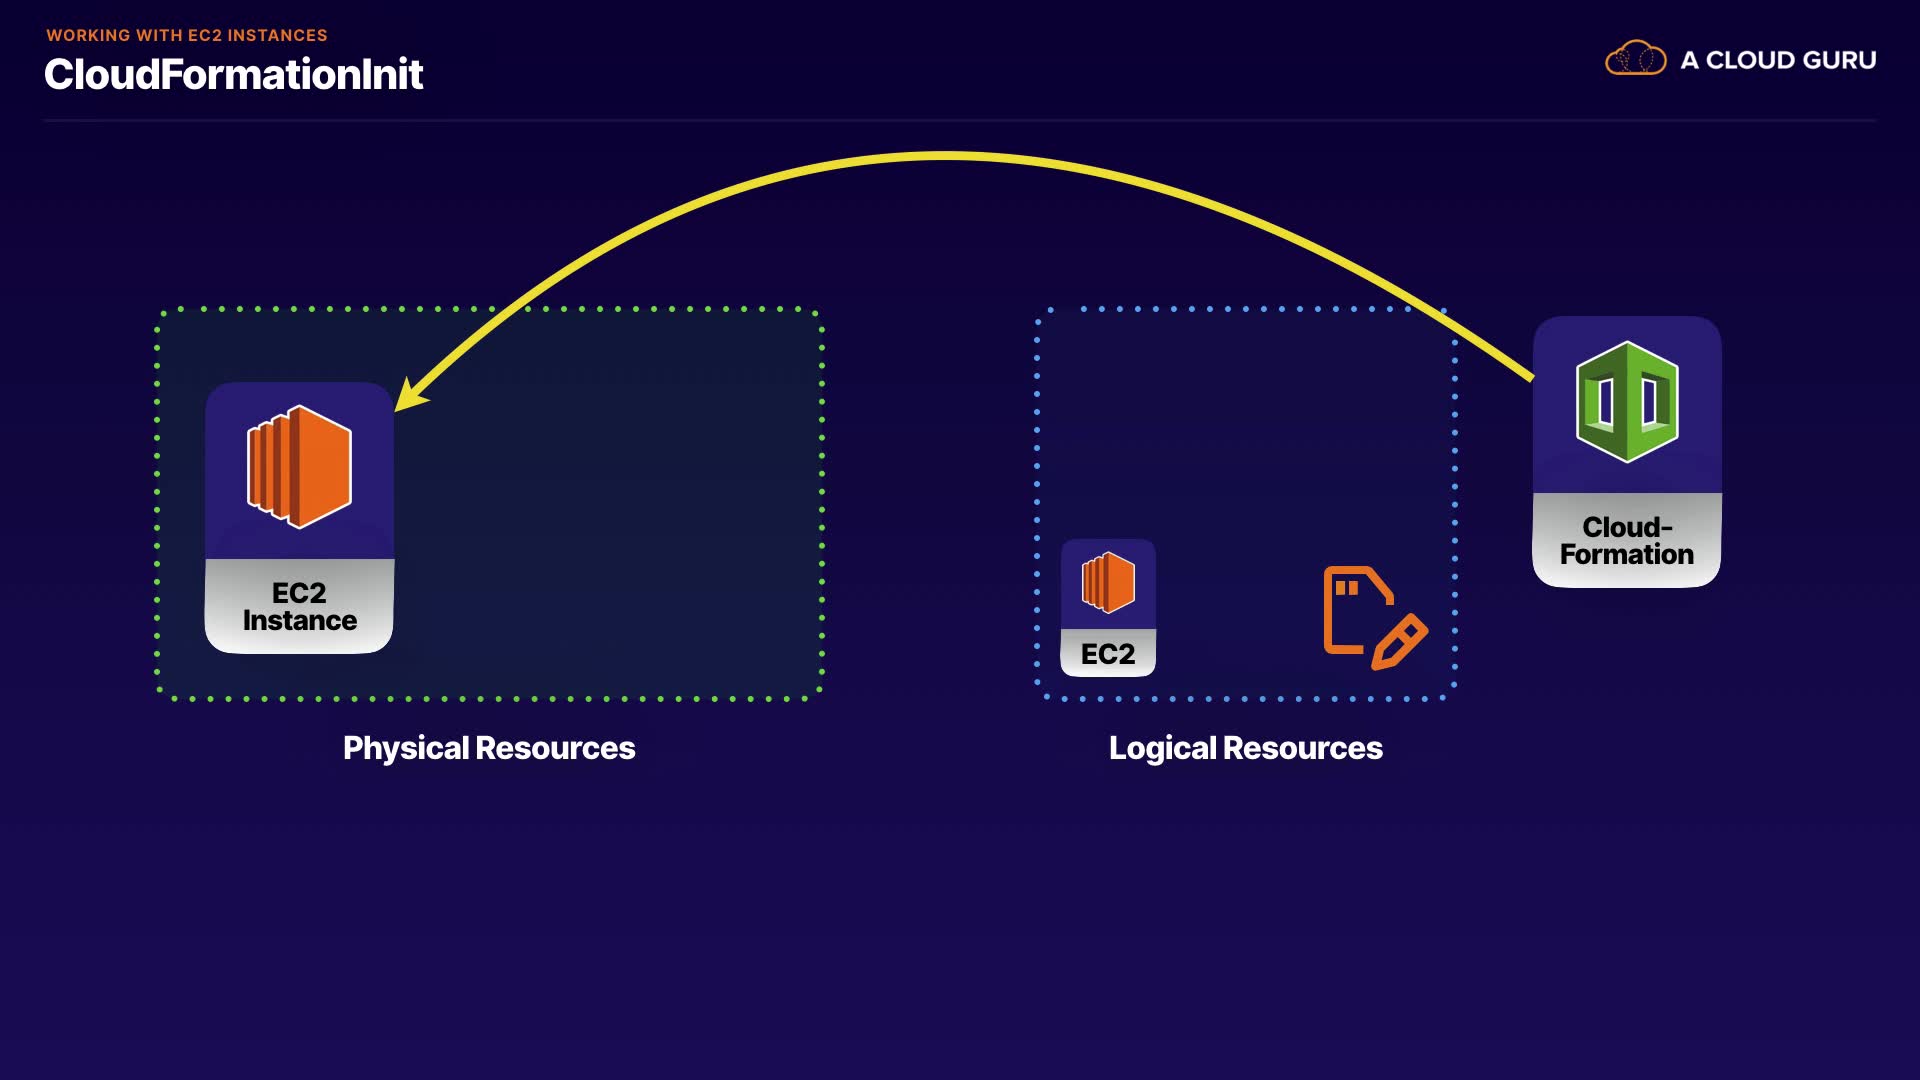 WORKING WITH EC2 INSTANCES
CloudFormationInit
A CLOUD GURU
EC2
Instance
EC2
Cloud-
Formation
Physical Resources
Logical Resources